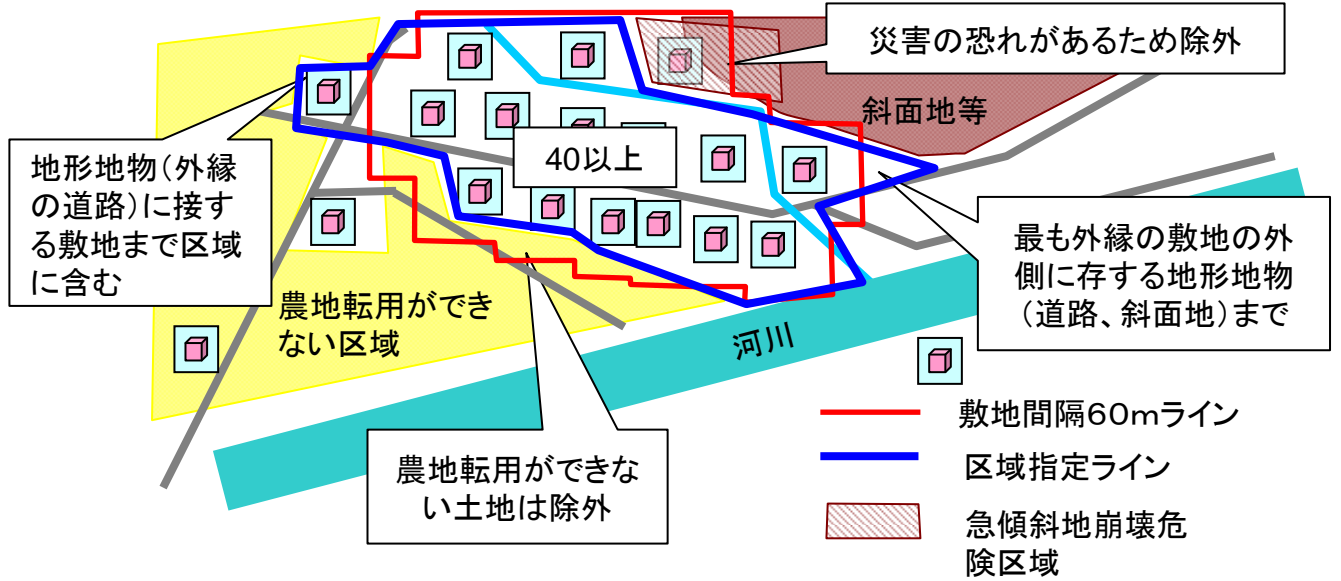 災害の恐れがあるため除外
斜面地等
地形地物（外縁
の道路）に接す
る敷地まで区域
に含む
40以上
最も外縁の敷地の外
側に存する地形地物
（道路、斜面地）まで
農地転用ができ
ない区域
河川
農地転用ができな
い土地は除外
敷地間隔60mライン
区域指定ライン
急傾斜地崩壊危
険区域